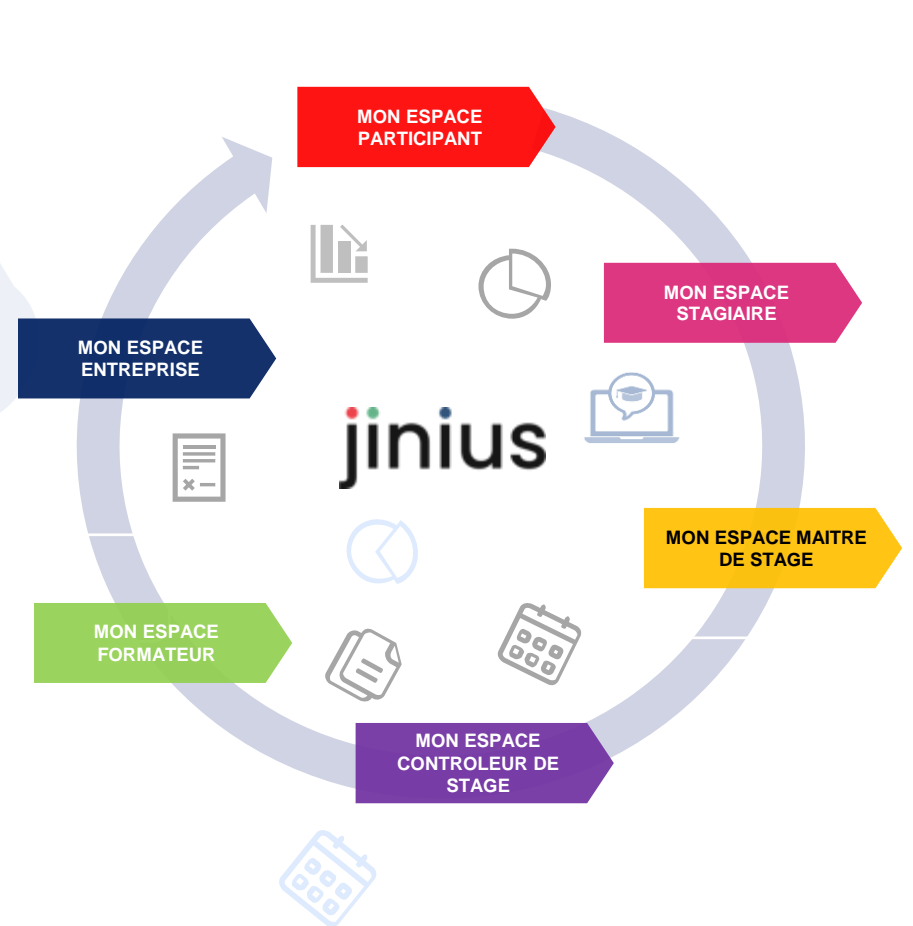 MON ESPACE
PARTICIPANT
MON ESPACE
STAGIAIRE
MON ESPACE
ENTREPRISE
jinius
MON ESPACE MAITRE
DE STAGE
MON ESPACE
FORMATEUR
MON ESPACE
CONTROLEUR DE
STAGE